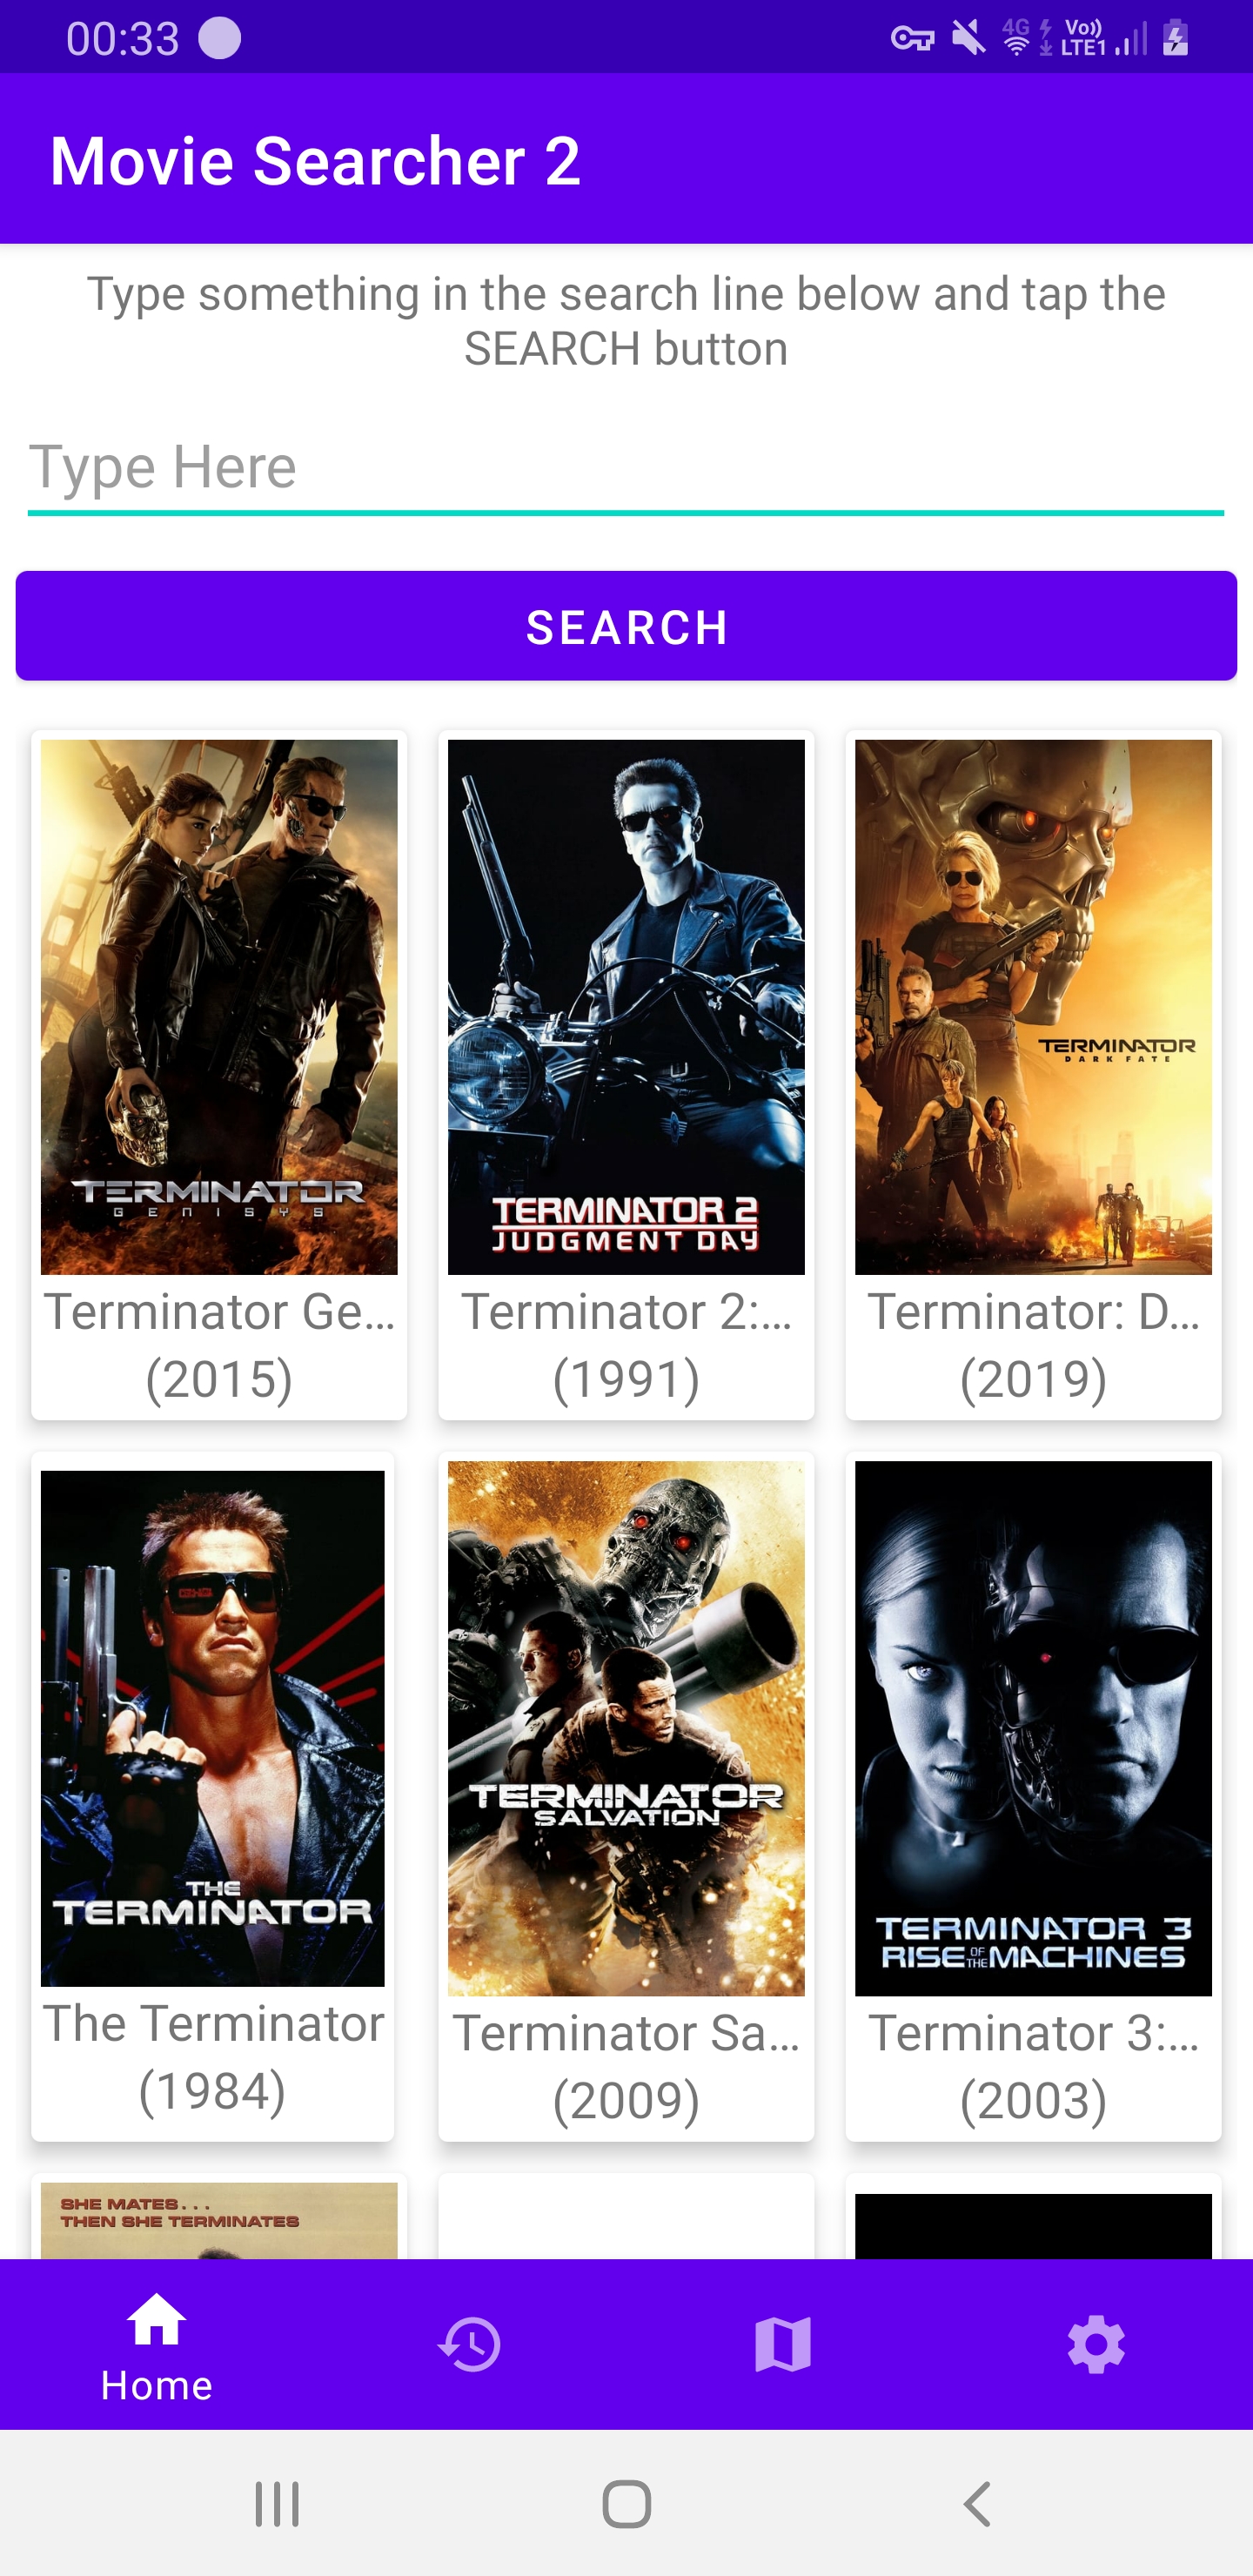 00:33
4G
Vo))
LTE1
Movie Searcher 2
Type something in the search line below and tap the
SEARCH button
Type Here
SEARCH
TERMINATOR
GENISYS
TERMINATOR 2
JUDGMENT DAY
TERMINATOR
DARK FATE
Terminator Ge...
(2015)
Terminator 2:...
(1991)
Terminator: D...
(2019)
THE
TERMINATOR
TERMINATOR
SALVATION
TERMINATOR 3
RISE OF THE MACHINES
The Terminator
(1984)
Terminator Sa...
(2009)
Terminator 3:...
(2003)
SHE MATES...
THEN SHE TERMINATES
Home